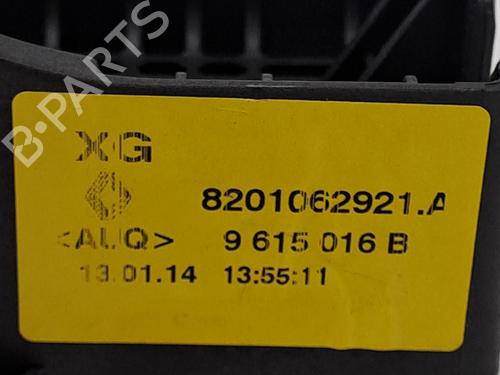 B-PARTS
XG
8201062921.A
<AUQ> 9 615 016 B
13.01.14 13:55:11